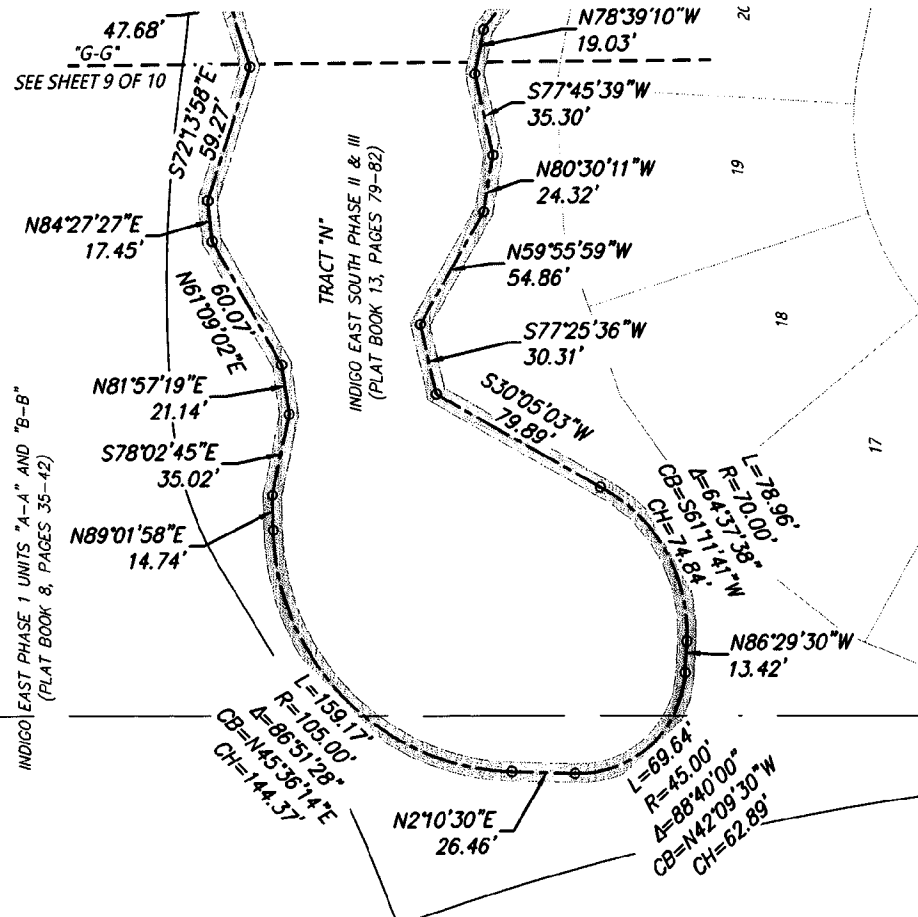 47.68'
"G-G"
SEE SHEET 9 OF 10
S72°13'58"E
59.27'
N84°27'27"E
17.45'
60.07'
N61°09'02"E
N81°57'19"E
21.14'
S78°02'45"E
35.02'
N89°01'58"E
14.74'
INDIGO EAST PHASE 1 UNITS "A-A" AND "B-B"
(PLAT BOOK 8, PAGES 35-42)
TRACT "N"
INDIGO EAST SOUTH PHASE II & III
(PLAT BOOK 13, PAGES 79-82)
N78°39'10"W
19.03'
S77°45'39"W
35.30'
N80°30'11"W
24.32'
N59°55'59"W
54.86'
S77°25'36"W
30.31'
S30°05'03"W
79.89'
20
19
18
17
L=78.96'
R=70.00'
Δ=64°37'38"
CB=S61°11'41"W
CH=74.84'
N86°29'30"W
13.42'
L=159.17'
R=105.00'
Δ=86°51'28"
CB=N45°36'14"E
CH=144.37'
N2°10'30"E
26.46'
L=69.64'
R=45.00'
Δ=88°40'00"
CB=N42°09'30"W
CH=62.89'